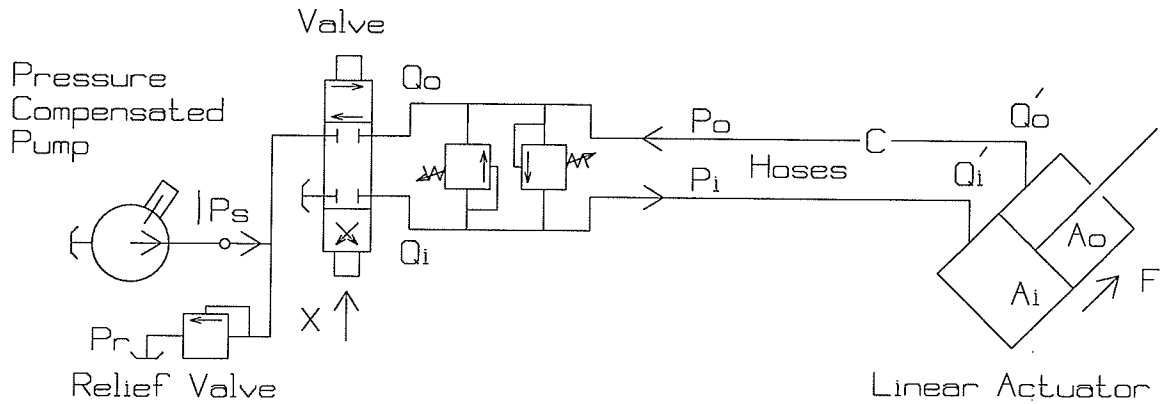 Valve
Pressure
Compensated
Pump
Qo
Po
C
Qo'
Hoses
Qi'
Pi
Ps
Qi
Ao
Ai
F
X
Pr
Relief Valve
Linear Actuator